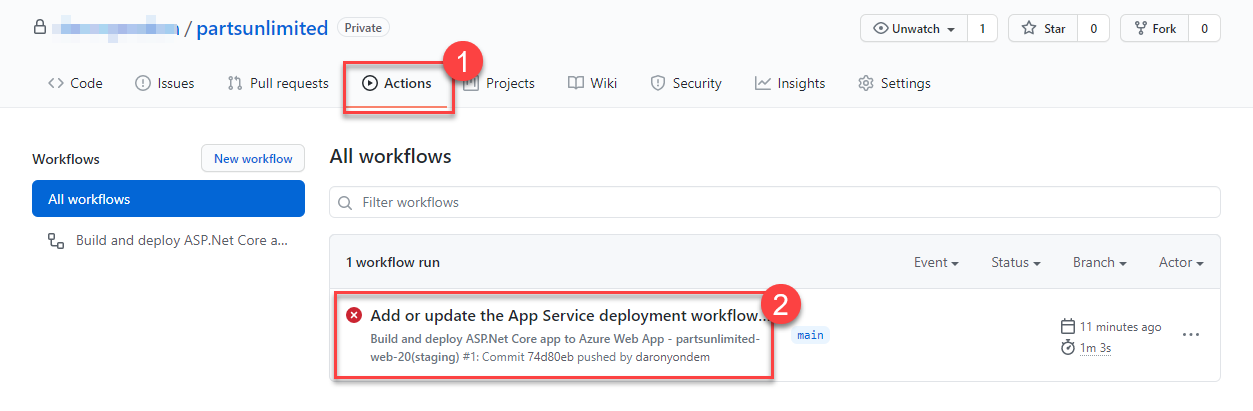 / partsunlimited Private Unwatch 1 Star 0 Fork 0
1
Code Issues Pull requests Actions Projects Wiki Security Insights Settings
Workflows New workflow
All workflows
Build and deploy ASP.Net Core a...
All workflows
Filter workflows
1 workflow run Event Status Branch Actor
2
Add or update the App Service deployment workflow...
Build and deploy ASP.Net Core app to Azure Web App - partsunlimited-
web-20(staging) #1: Commit 74d80eb pushed by daronyondem
main
11 minutes ago
1m 3s